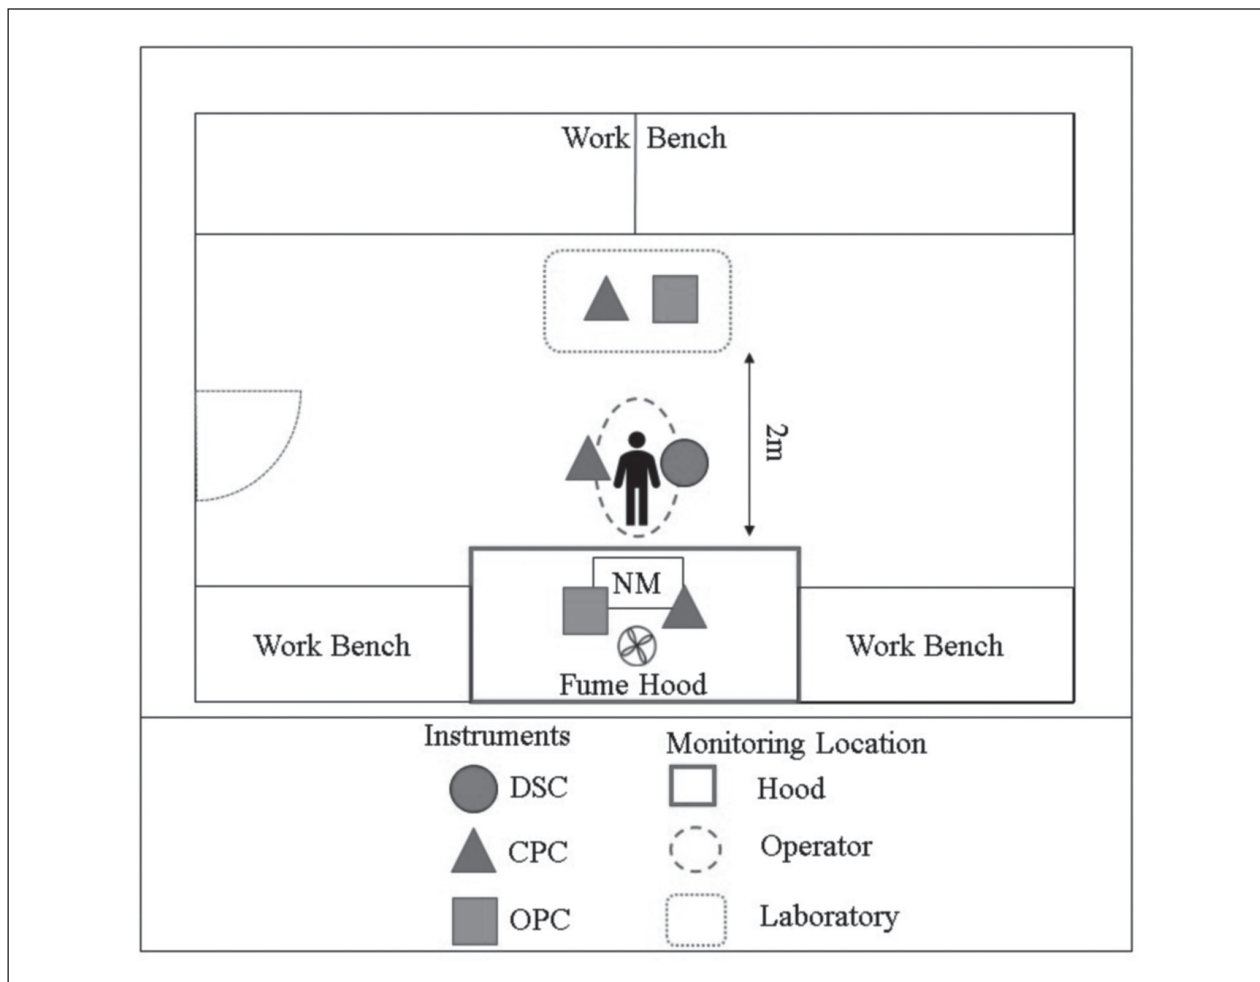 Work Bench
2m
NM
Work Bench
Fume Hood
Work Bench
Instruments
DSC
CPC
OPC
Monitoring Location
Hood
Operator
Laboratory